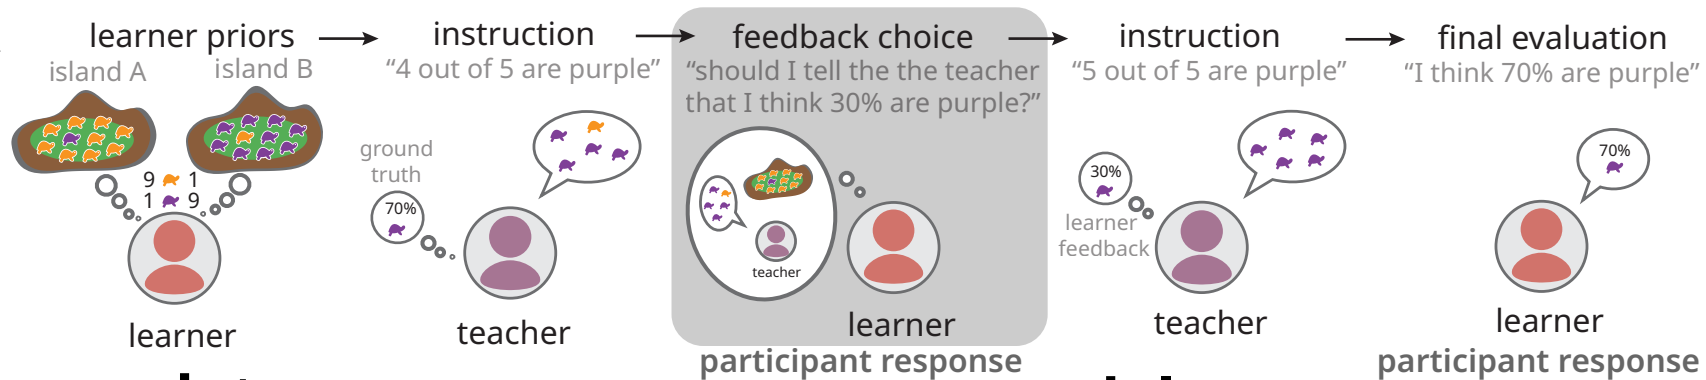 learner priors
island A
island B
9 1
1 9
learner
instruction
“4 out of 5 are purple”
ground
truth
70%
teacher
feedback choice
“should I tell the the teacher
that I think 30% are purple?”
teacher
learner
participant response
instruction
“5 out of 5 are purple”
30%
learner
feedback
teacher
final evaluation
“I think 70% are purple”
70%
learner
participant response